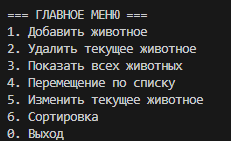 === ГЛАВНОЕ МЕНЮ ===
1. Добавить животное
2. Удалить текущее животное
3. Показать всех животных
4. Перемещение по списку
5. Изменить текущее животное
6. Сортировка
0. Выход